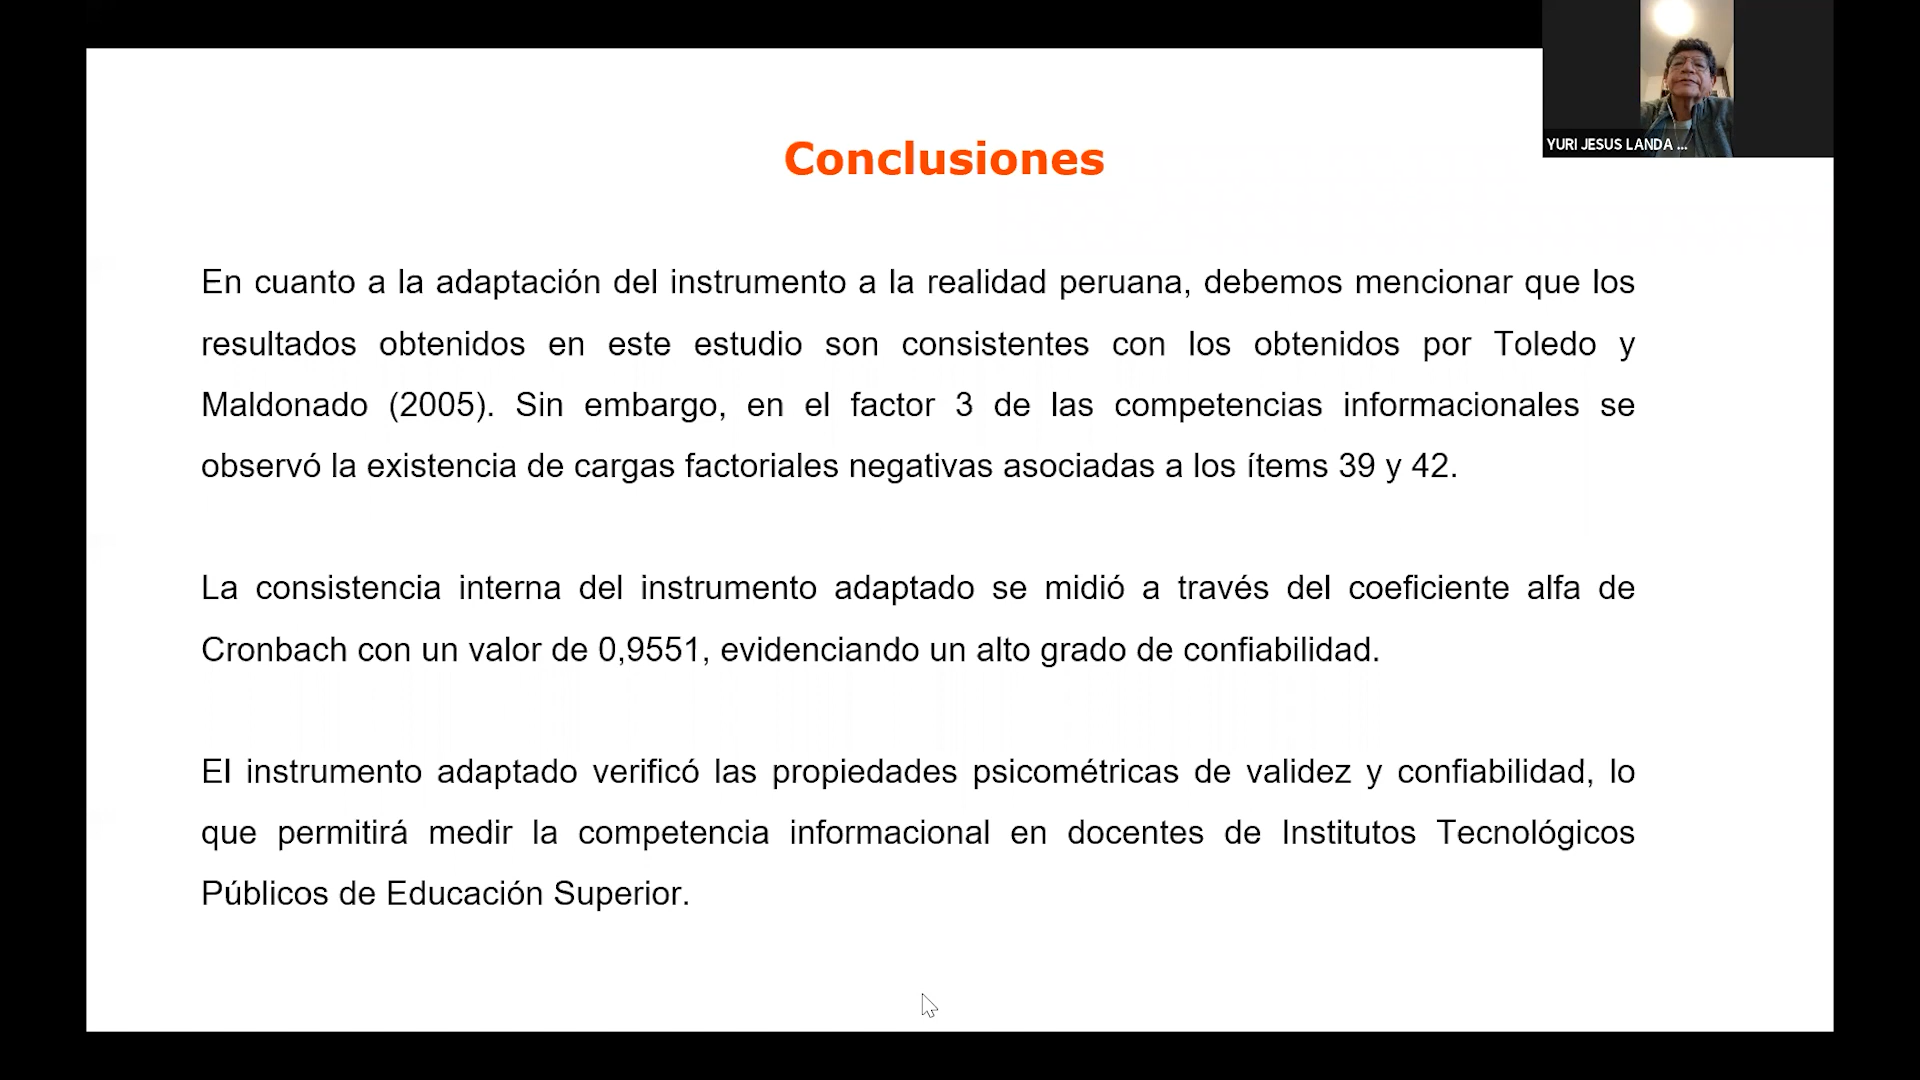 YURI JESUS LANDA ...
Conclusiones
En cuanto a la adaptación del instrumento a la realidad peruana, debemos mencionar que los
resultados obtenidos en este estudio son consistentes con los obtenidos por Toledo y
Maldonado (2005). Sin embargo, en el factor 3 de las competencias informacionales se
observó la existencia de cargas factoriales negativas asociadas a los ítems 39 y 42.
La consistencia interna del instrumento adaptado se midió a través del coeficiente alfa de
Cronbach con un valor de 0,9551, evidenciando un alto grado de confiabilidad.
El instrumento adaptado verificó las propiedades psicométricas de validez y confiabilidad, lo
que permitirá medir la competencia informacional en docentes de Institutos Tecnológicos
Públicos de Educación Superior.